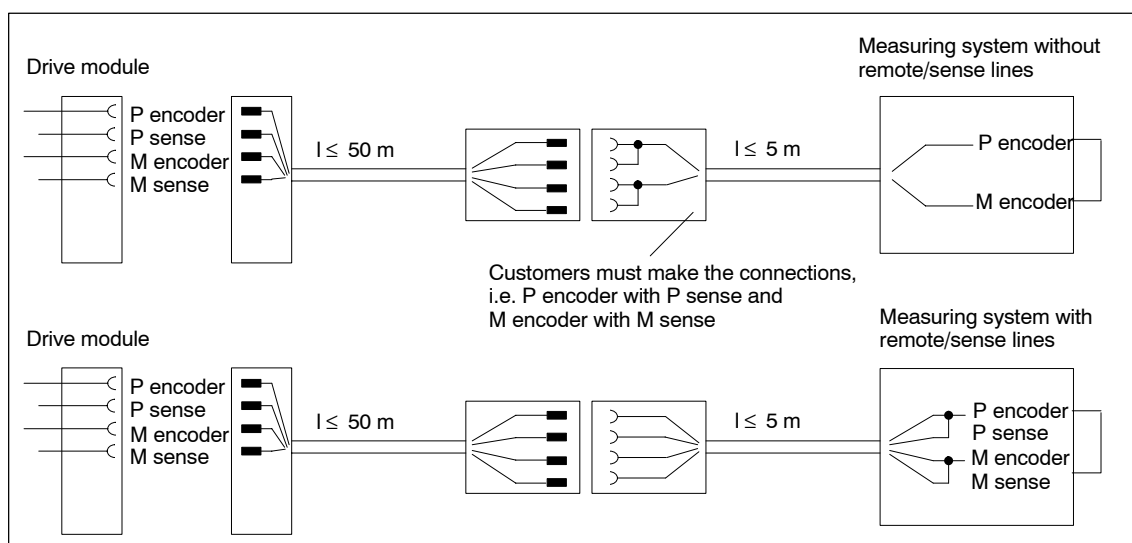 Drive module
Measuring system without
remote/sense lines
P encoder
P sense
M encoder
M sense
l ≤ 50 m
l ≤ 5 m
P encoder
M encoder
Customers must make the connections,
i.e. P encoder with P sense and
M encoder with M sense
Drive module
Measuring system with
remote/sense lines
P encoder
P sense
M encoder
M sense
l ≤ 50 m
l ≤ 5 m
P encoder
P sense
M encoder
M sense